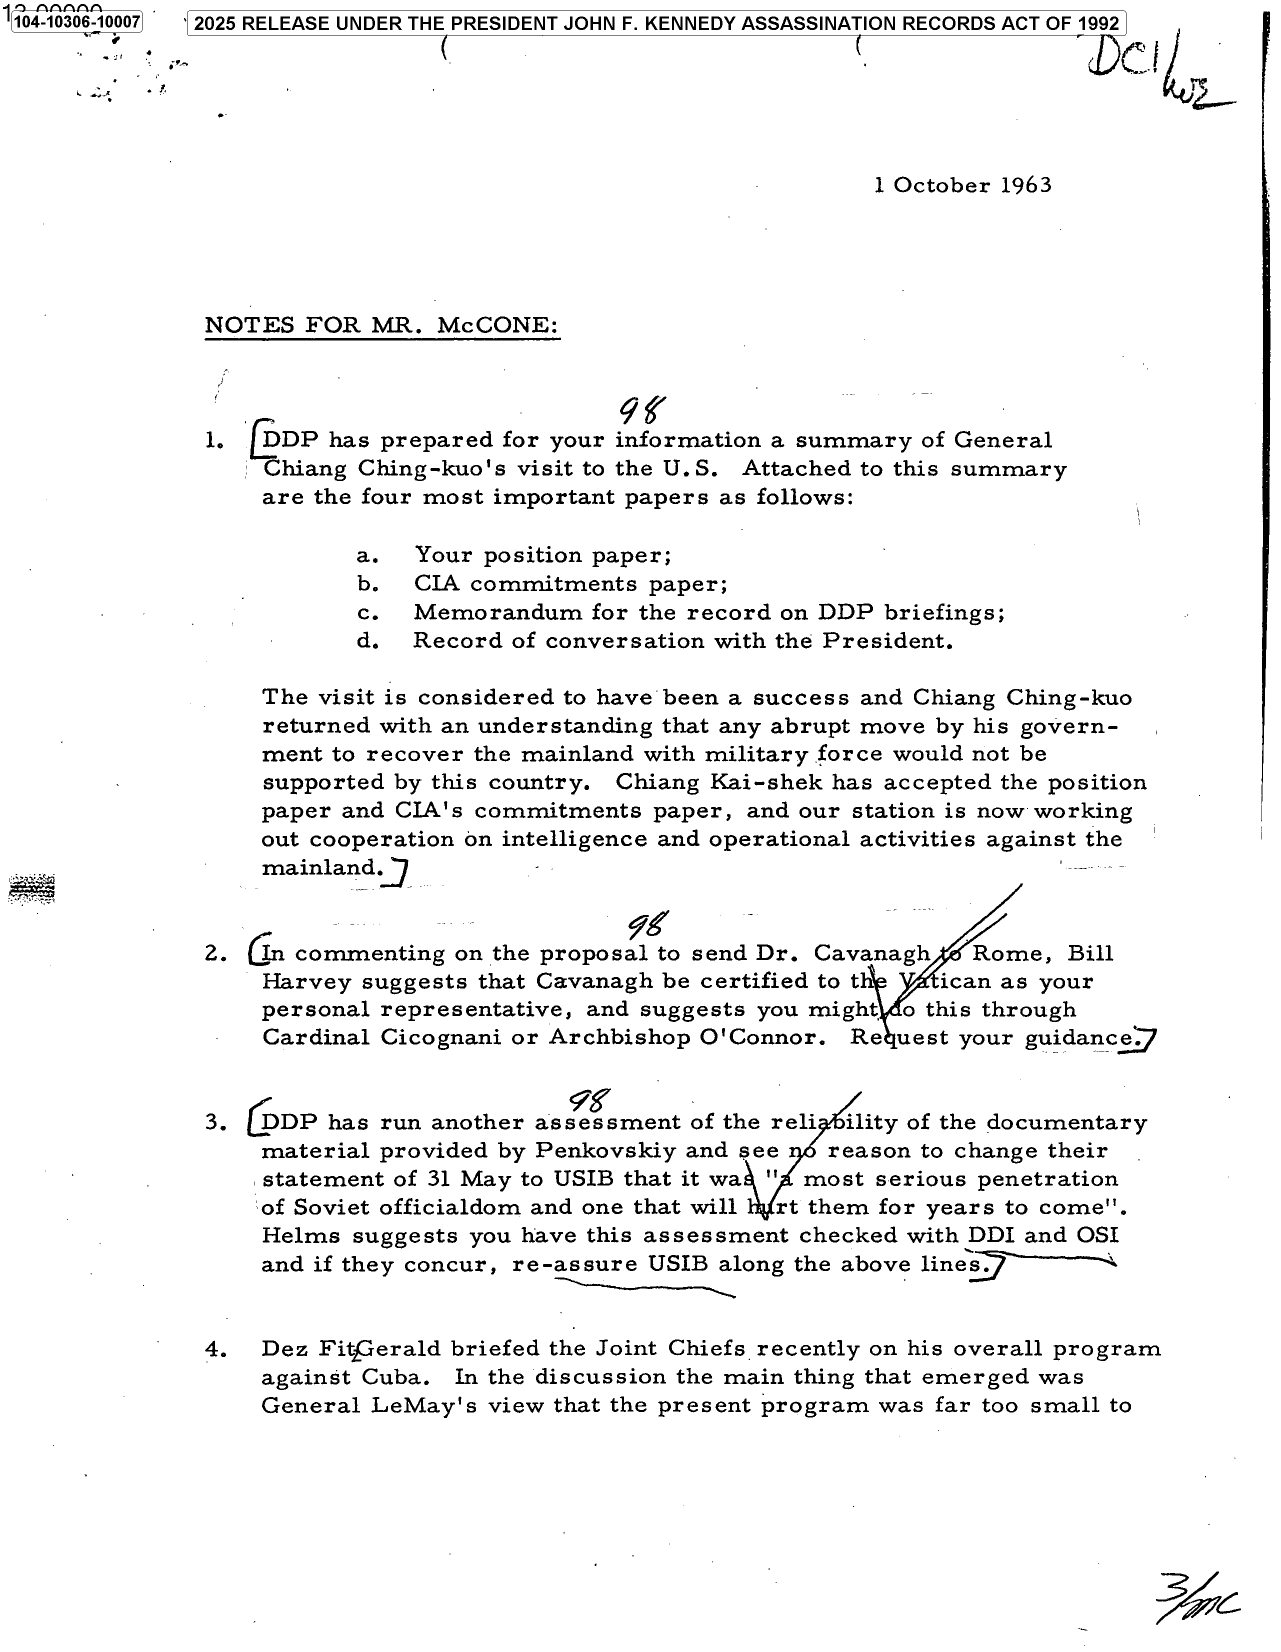 104-10306-10007
2025 RELEASE UNDER THE PRESIDENT JOHN F. KENNEDY ASSASSINATION RECORDS ACT OF 1992
DCI/
1 October 1963
NOTES FOR MR. McCONE:
98
1. [DDP has prepared for your information a summary of General
Chiang Ching-kuo's visit to the U.S. Attached to this summary
are the four most important papers as follows:
a. Your position paper;
b. CIA commitments paper;
c. Memorandum for the record on DDP briefings;
d. Record of conversation with the President.
The visit is considered to have been a success and Chiang Ching-kuo
returned with an understanding that any abrupt move by his govern-
ment to recover the mainland with military force would not be
supported by this country. Chiang Kai-shek has accepted the position
paper and CIA's commitments paper, and our station is now working
out cooperation on intelligence and operational activities against the
mainland.]
98
2. [In commenting on the proposal to send Dr. Cavanagh to Rome, Bill
Harvey suggests that Cavanagh be certified to the Vatican as your
personal representative, and suggests you might do this through
Cardinal Cicognani or Archbishop O'Connor. Request your guidance.]
98
3. [DDP has run another assessment of the reliability of the documentary
material provided by Penkovskiy and see no reason to change their
statement of 31 May to USIB that it was "a most serious penetration
of Soviet officialdom and one that will hurt them for years to come".
Helms suggests you have this assessment checked with DDI and OSI
and if they concur, re-assure USIB along the above lines.]
4. Dez FitzGerald briefed the Joint Chiefs recently on his overall program
against Cuba. In the discussion the main thing that emerged was
General LeMay's view that the present program was far too small to
3/mc